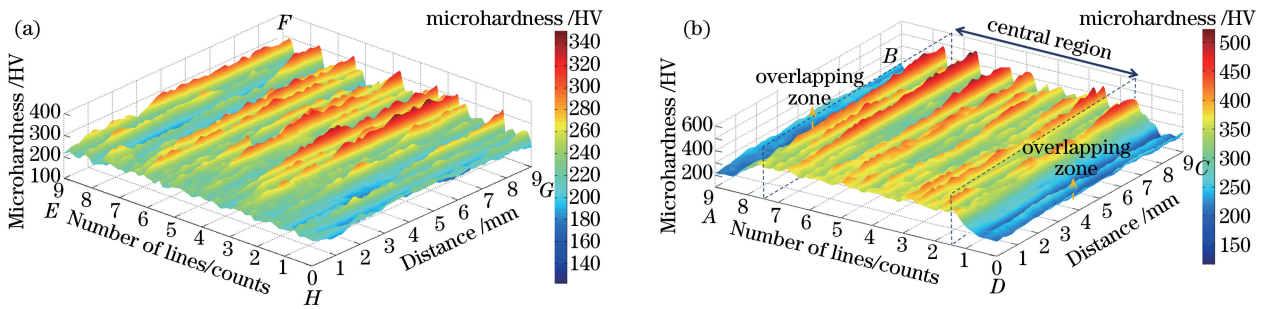 (a)
microhardness /HV
F
340
320
300
280
260
240
220
200
180
160
140
Microhardness /HV
400
300
200
100
9
8
7
6
5
4
3
2
1
0
E
Number of lines/counts
H
1
2
3
4
5
6
7
8
9
G
Distance /mm
(b)
microhardness /HV
central region
B
overlapping
zone
overlapping
zone
500
450
400
350
300
250
200
150
Microhardness /HV
600
400
200
9
8
7
6
5
4
3
2
1
0
A
Number of lines/counts
D
1
2
3
4
5
6
7
8
9
C
Distance /mm